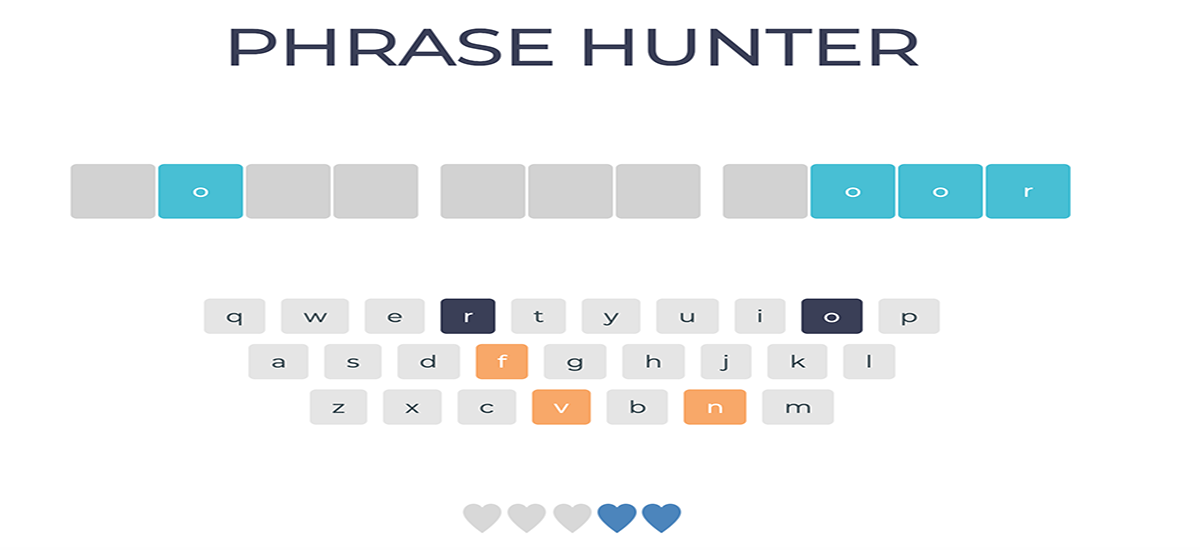 PHRASE HUNTER
o o o r
q w e r t y u i o p
a s d f g h j k l
z x c v b n m